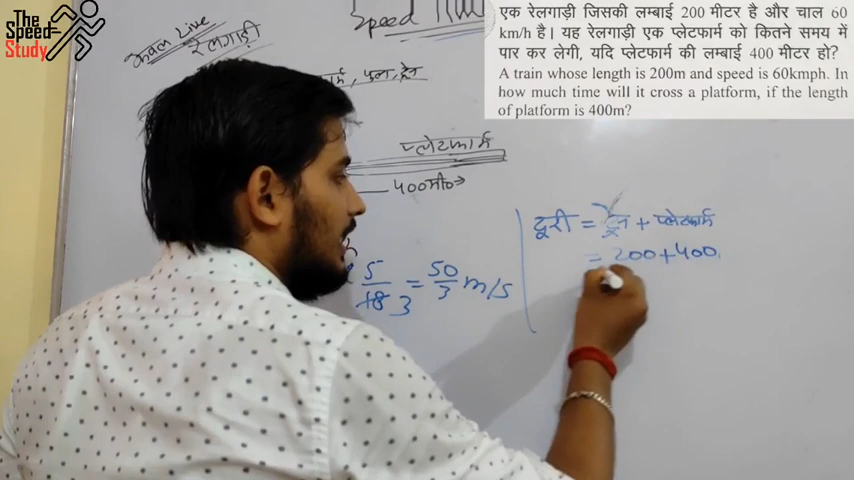 The
Speed
Study
केवल Live
रेलगाड़ी
Speed
एक रेलगाड़ी जिसकी लम्बाई 200 मीटर है और चाल 60
km/h है। यह रेलगाड़ी एक प्लेटफार्म को कितने समय में
पार कर लेगी, यदि प्लेटफार्म की लम्बाई 400 मीटर हो?
A train whose length is 200m and speed is 60kmph. In
how much time will it cross a platform, if the length
of platform is 400m?
पुल, ट्रेन
प्लेटफार्म
400मी०
5/18 3 = 50/3 m/s
दूरी = ट्रेन + प्लेटफार्म
= 200+400
=